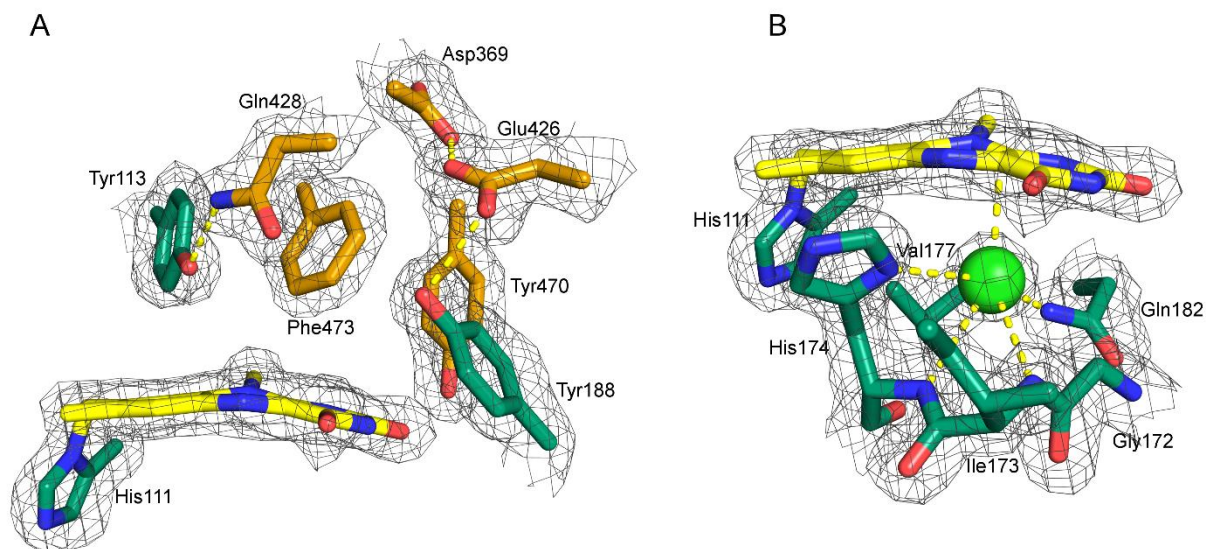 A
Asp369
Gln428
Glu426
Tyr113
Tyr470
Phe473
Tyr188
His111
B
His111
Val177
Gln182
His174
Gly172
Ile173